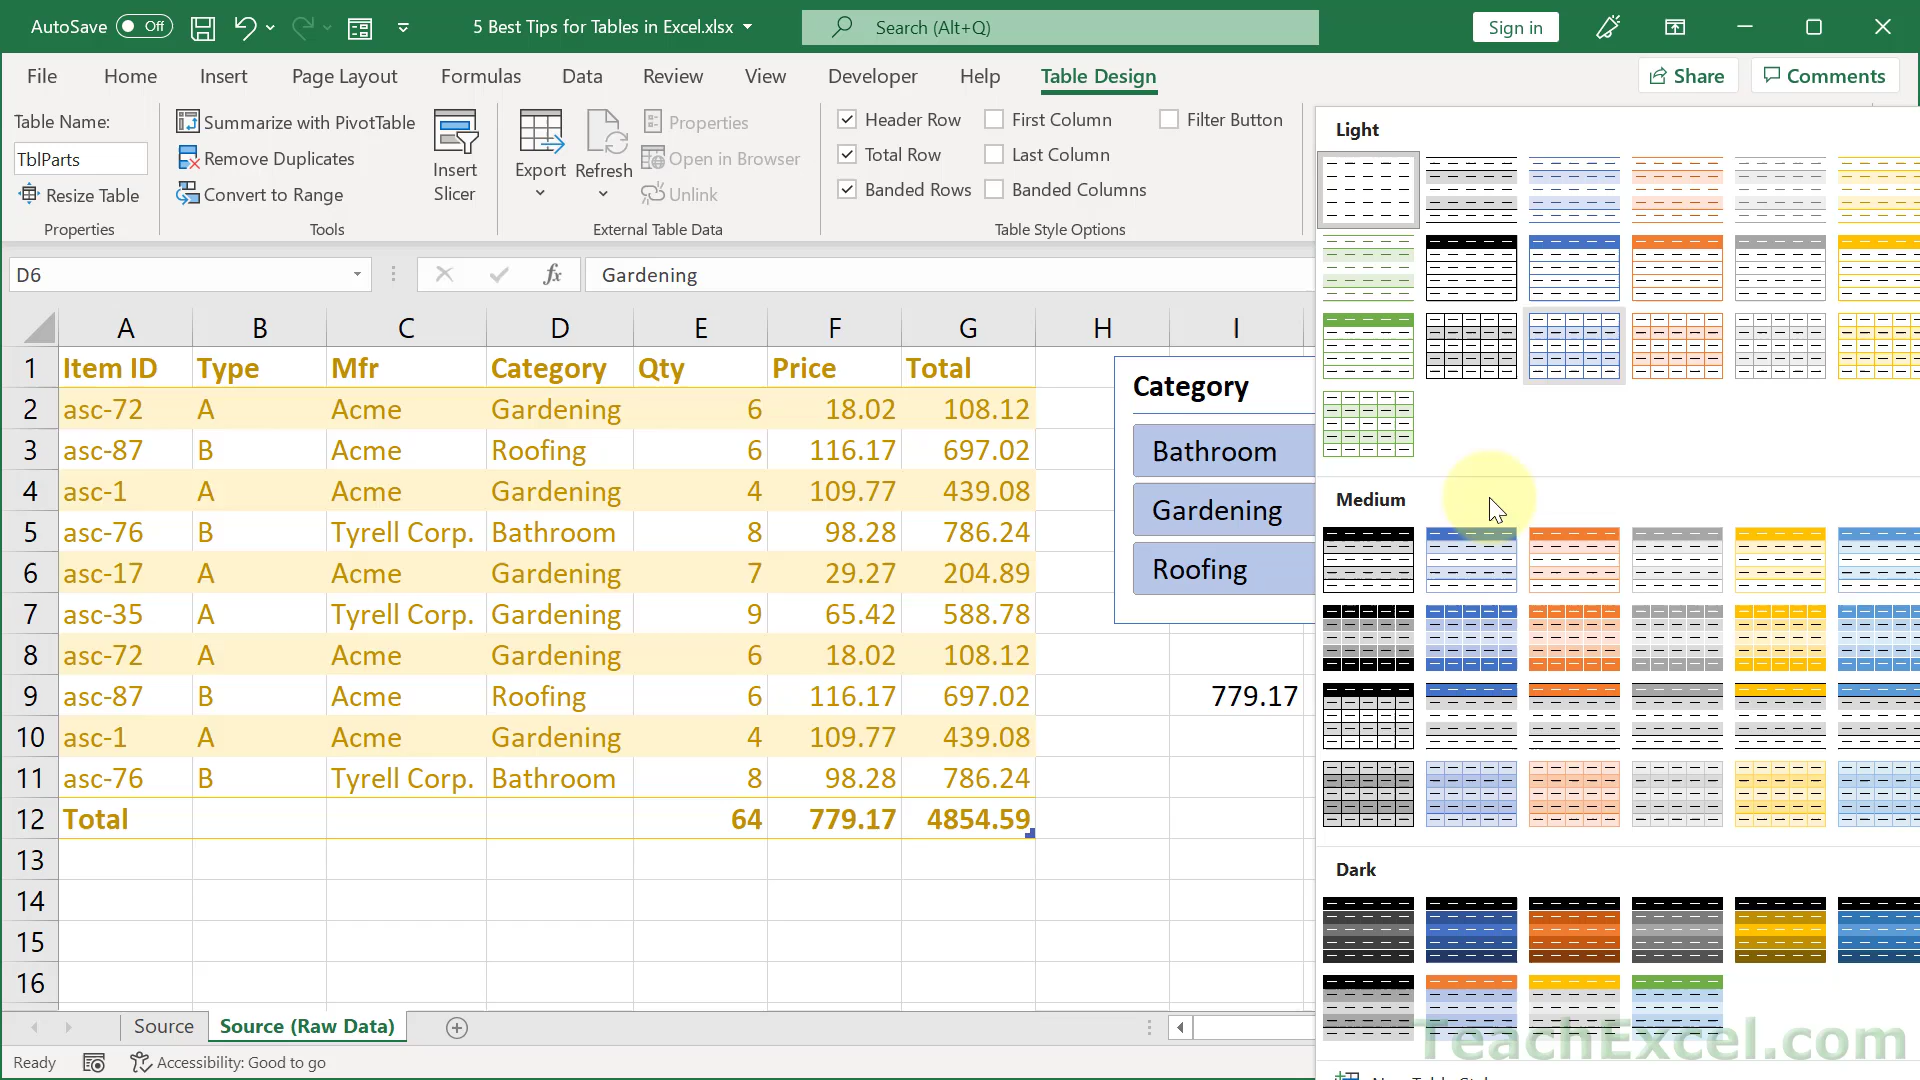 AutoSave Off 5 Best Tips for Tables in Excel.xlsx Search (Alt+Q) Sign in
File Home Insert Page Layout Formulas Data Review View Developer Help Table Design Share Comments
Table Name:
TblParts
Resize Table
Properties
Summarize with PivotTable
Remove Duplicates
Convert to Range
Tools
Insert
Slicer
Export
Refresh
Properties
Open in Browser
Unlink
External Table Data
Header Row First Column Filter Button
Total Row Last Column
Banded Rows Banded Columns
Table Style Options
D6 fx Gardening
A B C D E F G H I
1 Item ID Type Mfr Category Qty Price Total
2 asc-72 A Acme Gardening 6 18.02 108.12
3 asc-87 B Acme Roofing 6 116.17 697.02
4 asc-1 A Acme Gardening 4 109.77 439.08
5 asc-76 B Tyrell Corp. Bathroom 8 98.28 786.24
6 asc-17 A Acme Gardening 7 29.27 204.89
7 asc-35 A Tyrell Corp. Gardening 9 65.42 588.78
8 asc-72 A Acme Gardening 6 18.02 108.12
9 asc-87 B Acme Roofing 6 116.17 697.02 779.17
10 asc-1 A Acme Gardening 4 109.77 439.08
11 asc-76 B Tyrell Corp. Bathroom 8 98.28 786.24
12 Total 64 779.17 4854.59
13
14
15
16
Category
Bathroom
Gardening
Roofing
Light
Medium
Dark
Source Source (Raw Data)
Ready Accessibility: Good to go
TeachExcel.com